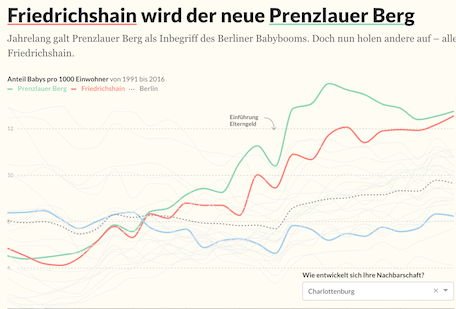 Friedrichshain wird der neue Prenzlauer Berg
Jahrelang galt Prenzlauer Berg als Inbegriff des Berliner Babybooms. Doch nun holen andere auf – alle
Friedrichshain.
Anteil Babys pro 1000 Einwohner von 1991 bis 2016
Prenzlauer Berg Friedrichshain Berlin
Einführung
Elterngeld
12
10
8
6
Wie entwickelt sich Ihre Nachbarschaft?
Charlottenburg